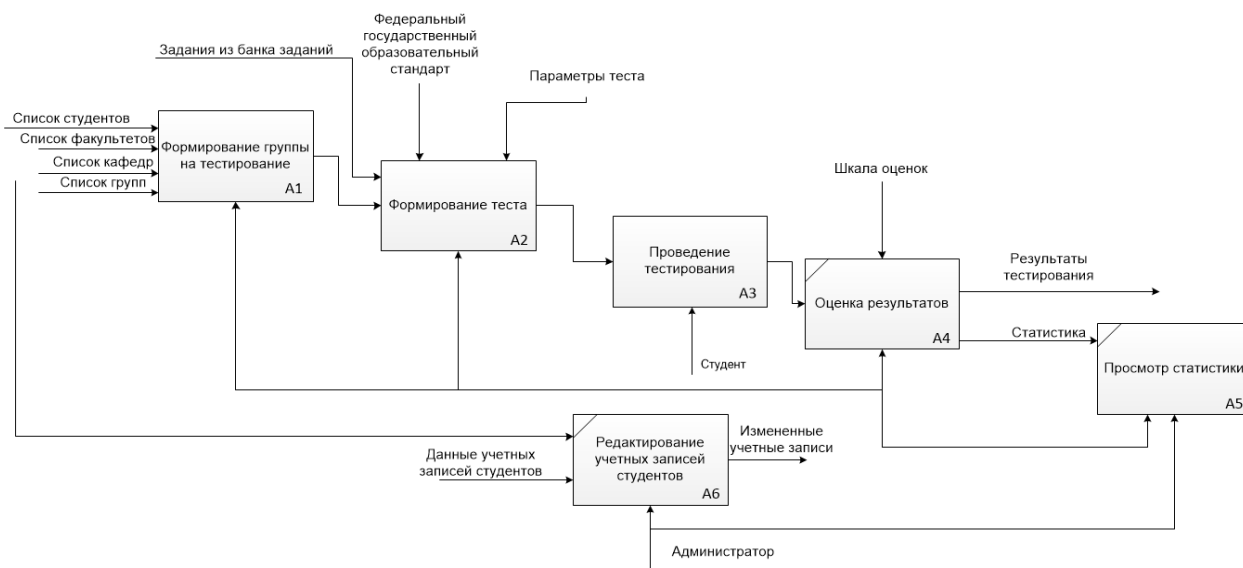 Федеральный
государственный
образовательный
стандарт
Задания из банка заданий
Параметры теста
Список студентов
Список факультетов
Список кафедр
Список групп
Формирование группы
на тестирование
A1
Формирование теста
A2
Шкала оценок
Проведение
тестирования
A3
Студент
Оценка результатов
A4
Результаты
тестирования
Статистика
Просмотр статистики
A5
Данные учетных
записей студентов
Редактирование
учетных записей
студентов
A6
Измененные
учетные записи
Администратор